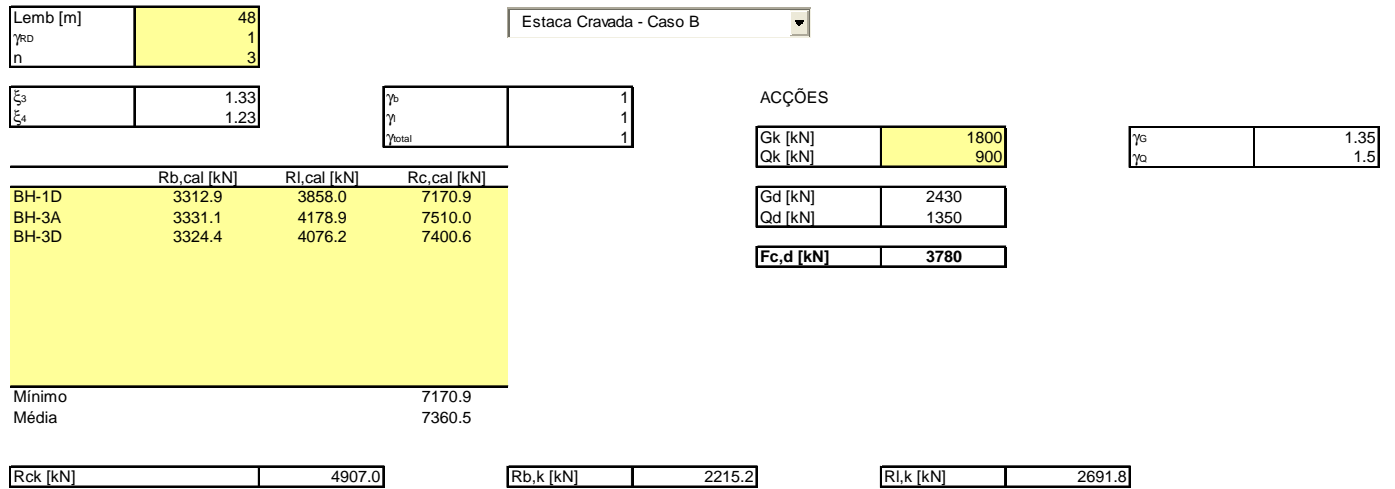 Lemb [m] 48
γRD 1
n 3
Estaca Cravada - Caso B
ξ3 1.33
ξ4 1.23
γb 1
γl 1
γtotal 1
ACÇÕES
Gk [kN] 1800
Qk [kN] 900
γG 1.35
γQ 1.5
Rb,cal [kN] Rl,cal [kN] Rc,cal [kN]
BH-1D 3312.9 3858.0 7170.9
BH-3A 3331.1 4178.9 7510.0
BH-3D 3324.4 4076.2 7400.6
Gd [kN] 2430
Qd [kN] 1350
Fc,d [kN] 3780
Mínimo 7170.9
Média 7360.5
Rck [kN] 4907.0 Rb,k [kN] 2215.2 Rl,k [kN] 2691.8